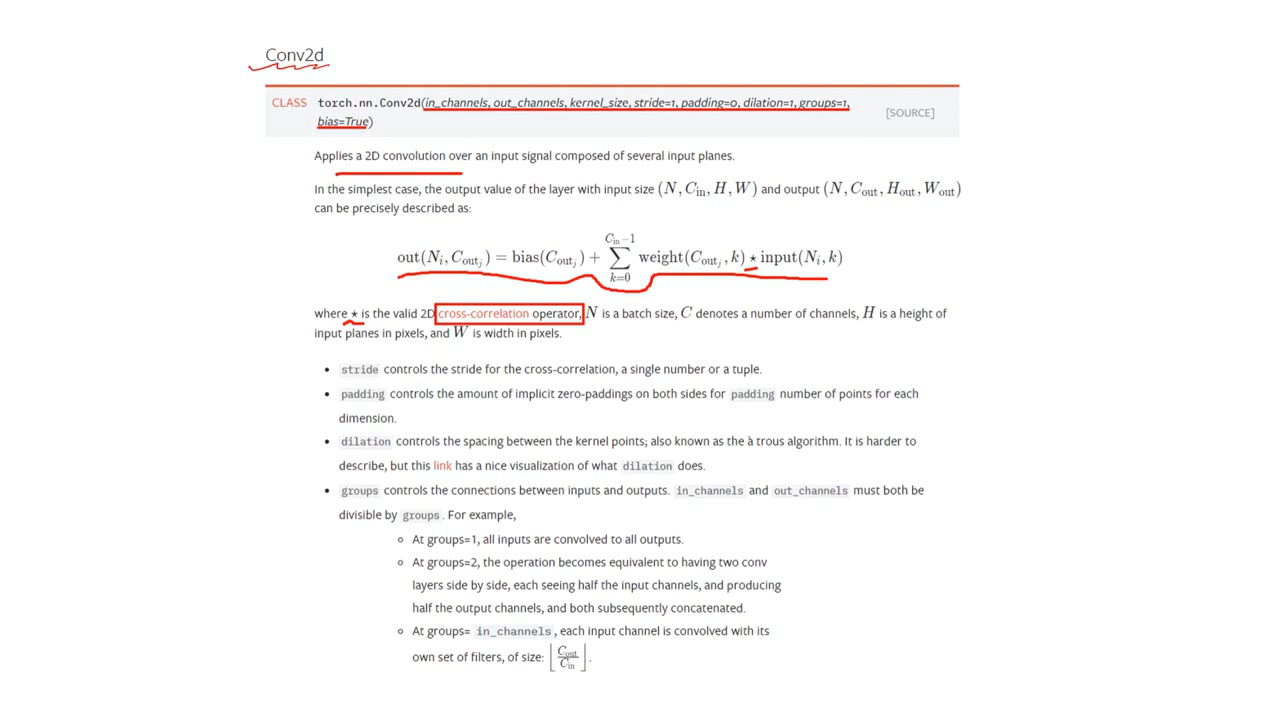 Conv2d
CLASS torch.nn.Conv2d(in_channels, out_channels, kernel_size, stride=1, padding=0, dilation=1, groups=1,
bias=True)
[SOURCE]
Applies a 2D convolution over an input signal composed of several input planes.
In the simplest case, the output value of the layer with input size (N, C_in, H, W) and output (N, C_out, H_out, W_out)
can be precisely described as:
out(N_i, C_out_j) = bias(C_out_j) + ∑_{k=0}^{C_in−1} weight(C_out_j, k) ⋆ input(N_i, k)
where ⋆ is the valid 2D cross-correlation operator, N is a batch size, C denotes a number of channels, H is a height of
input planes in pixels, and W is width in pixels.
• stride controls the stride for the cross-correlation, a single number or a tuple.
• padding controls the amount of implicit zero-paddings on both sides for padding number of points for each
dimension.
• dilation controls the spacing between the kernel points; also known as the à trous algorithm. It is harder to
describe, but this link has a nice visualization of what dilation does.
• groups controls the connections between inputs and outputs. in_channels and out_channels must both be
divisible by groups. For example,
∘ At groups=1, all inputs are convolved to all outputs.
∘ At groups=2, the operation becomes equivalent to having two conv
layers side by side, each seeing half the input channels, and producing
half the output channels, and both subsequently concatenated.
∘ At groups= in_channels, each input channel is convolved with its
own set of filters, of size: ⌊C_out/C_in⌋.